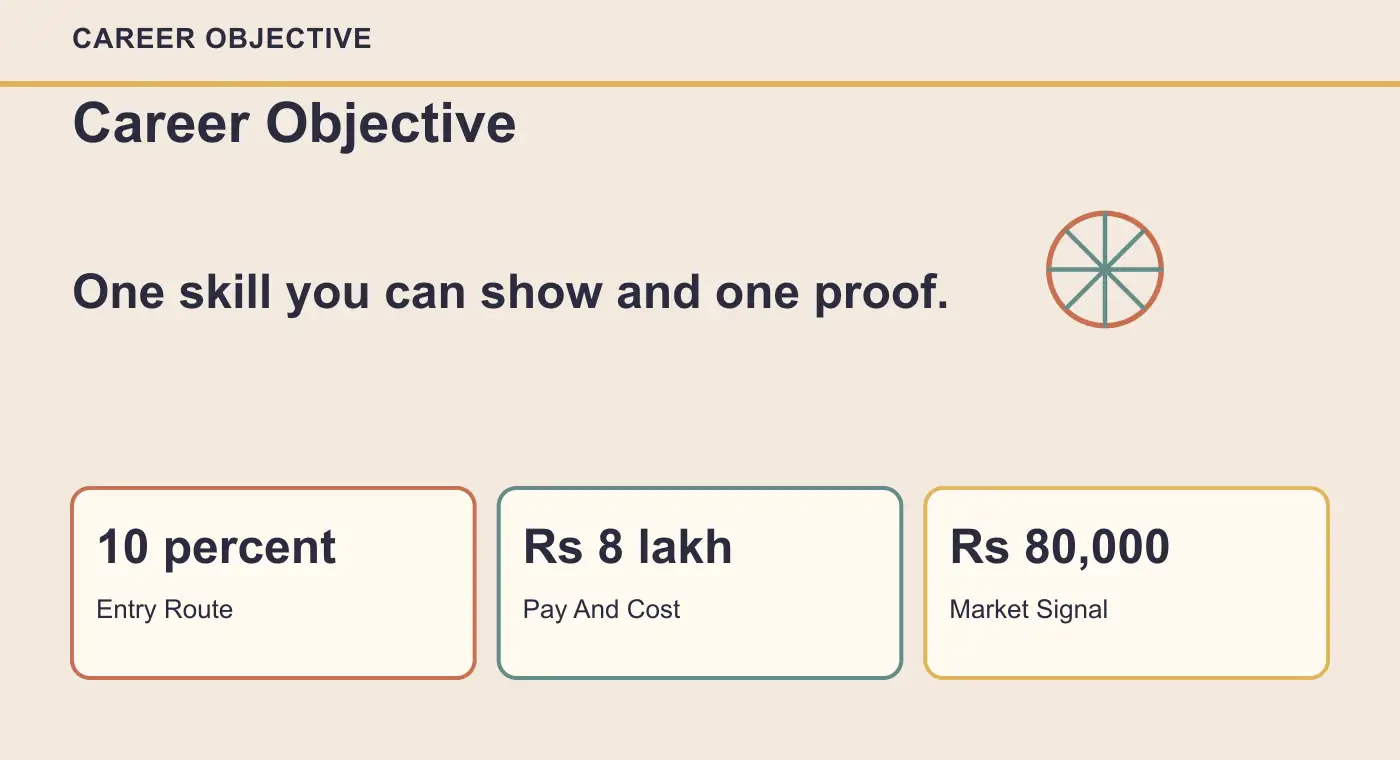 CAREER OBJECTIVE
Career Objective
One skill you can show and one proof.
10 percent
Entry Route
Rs 8 lakh
Pay And Cost
Rs 80,000
Market Signal